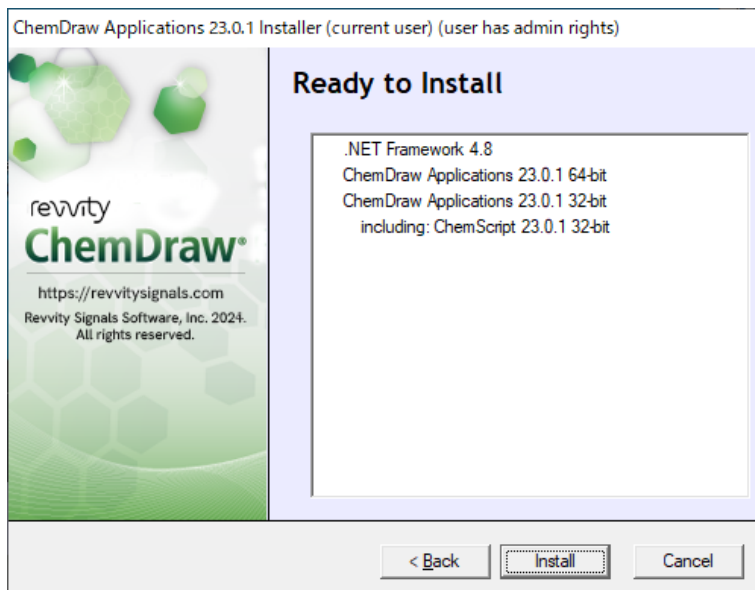 ChemDraw Applications 23.0.1 Installer (current user) (user has admin rights)
revvity
ChemDraw®
https://revvitysignals.com
Revvity Signals Software, Inc. 2024.
All rights reserved.
Ready to Install
.NET Framework 4.8
ChemDraw Applications 23.0.1 64-bit
ChemDraw Applications 23.0.1 32-bit
including: ChemScript 23.0.1 32-bit
< Back
Install
Cancel